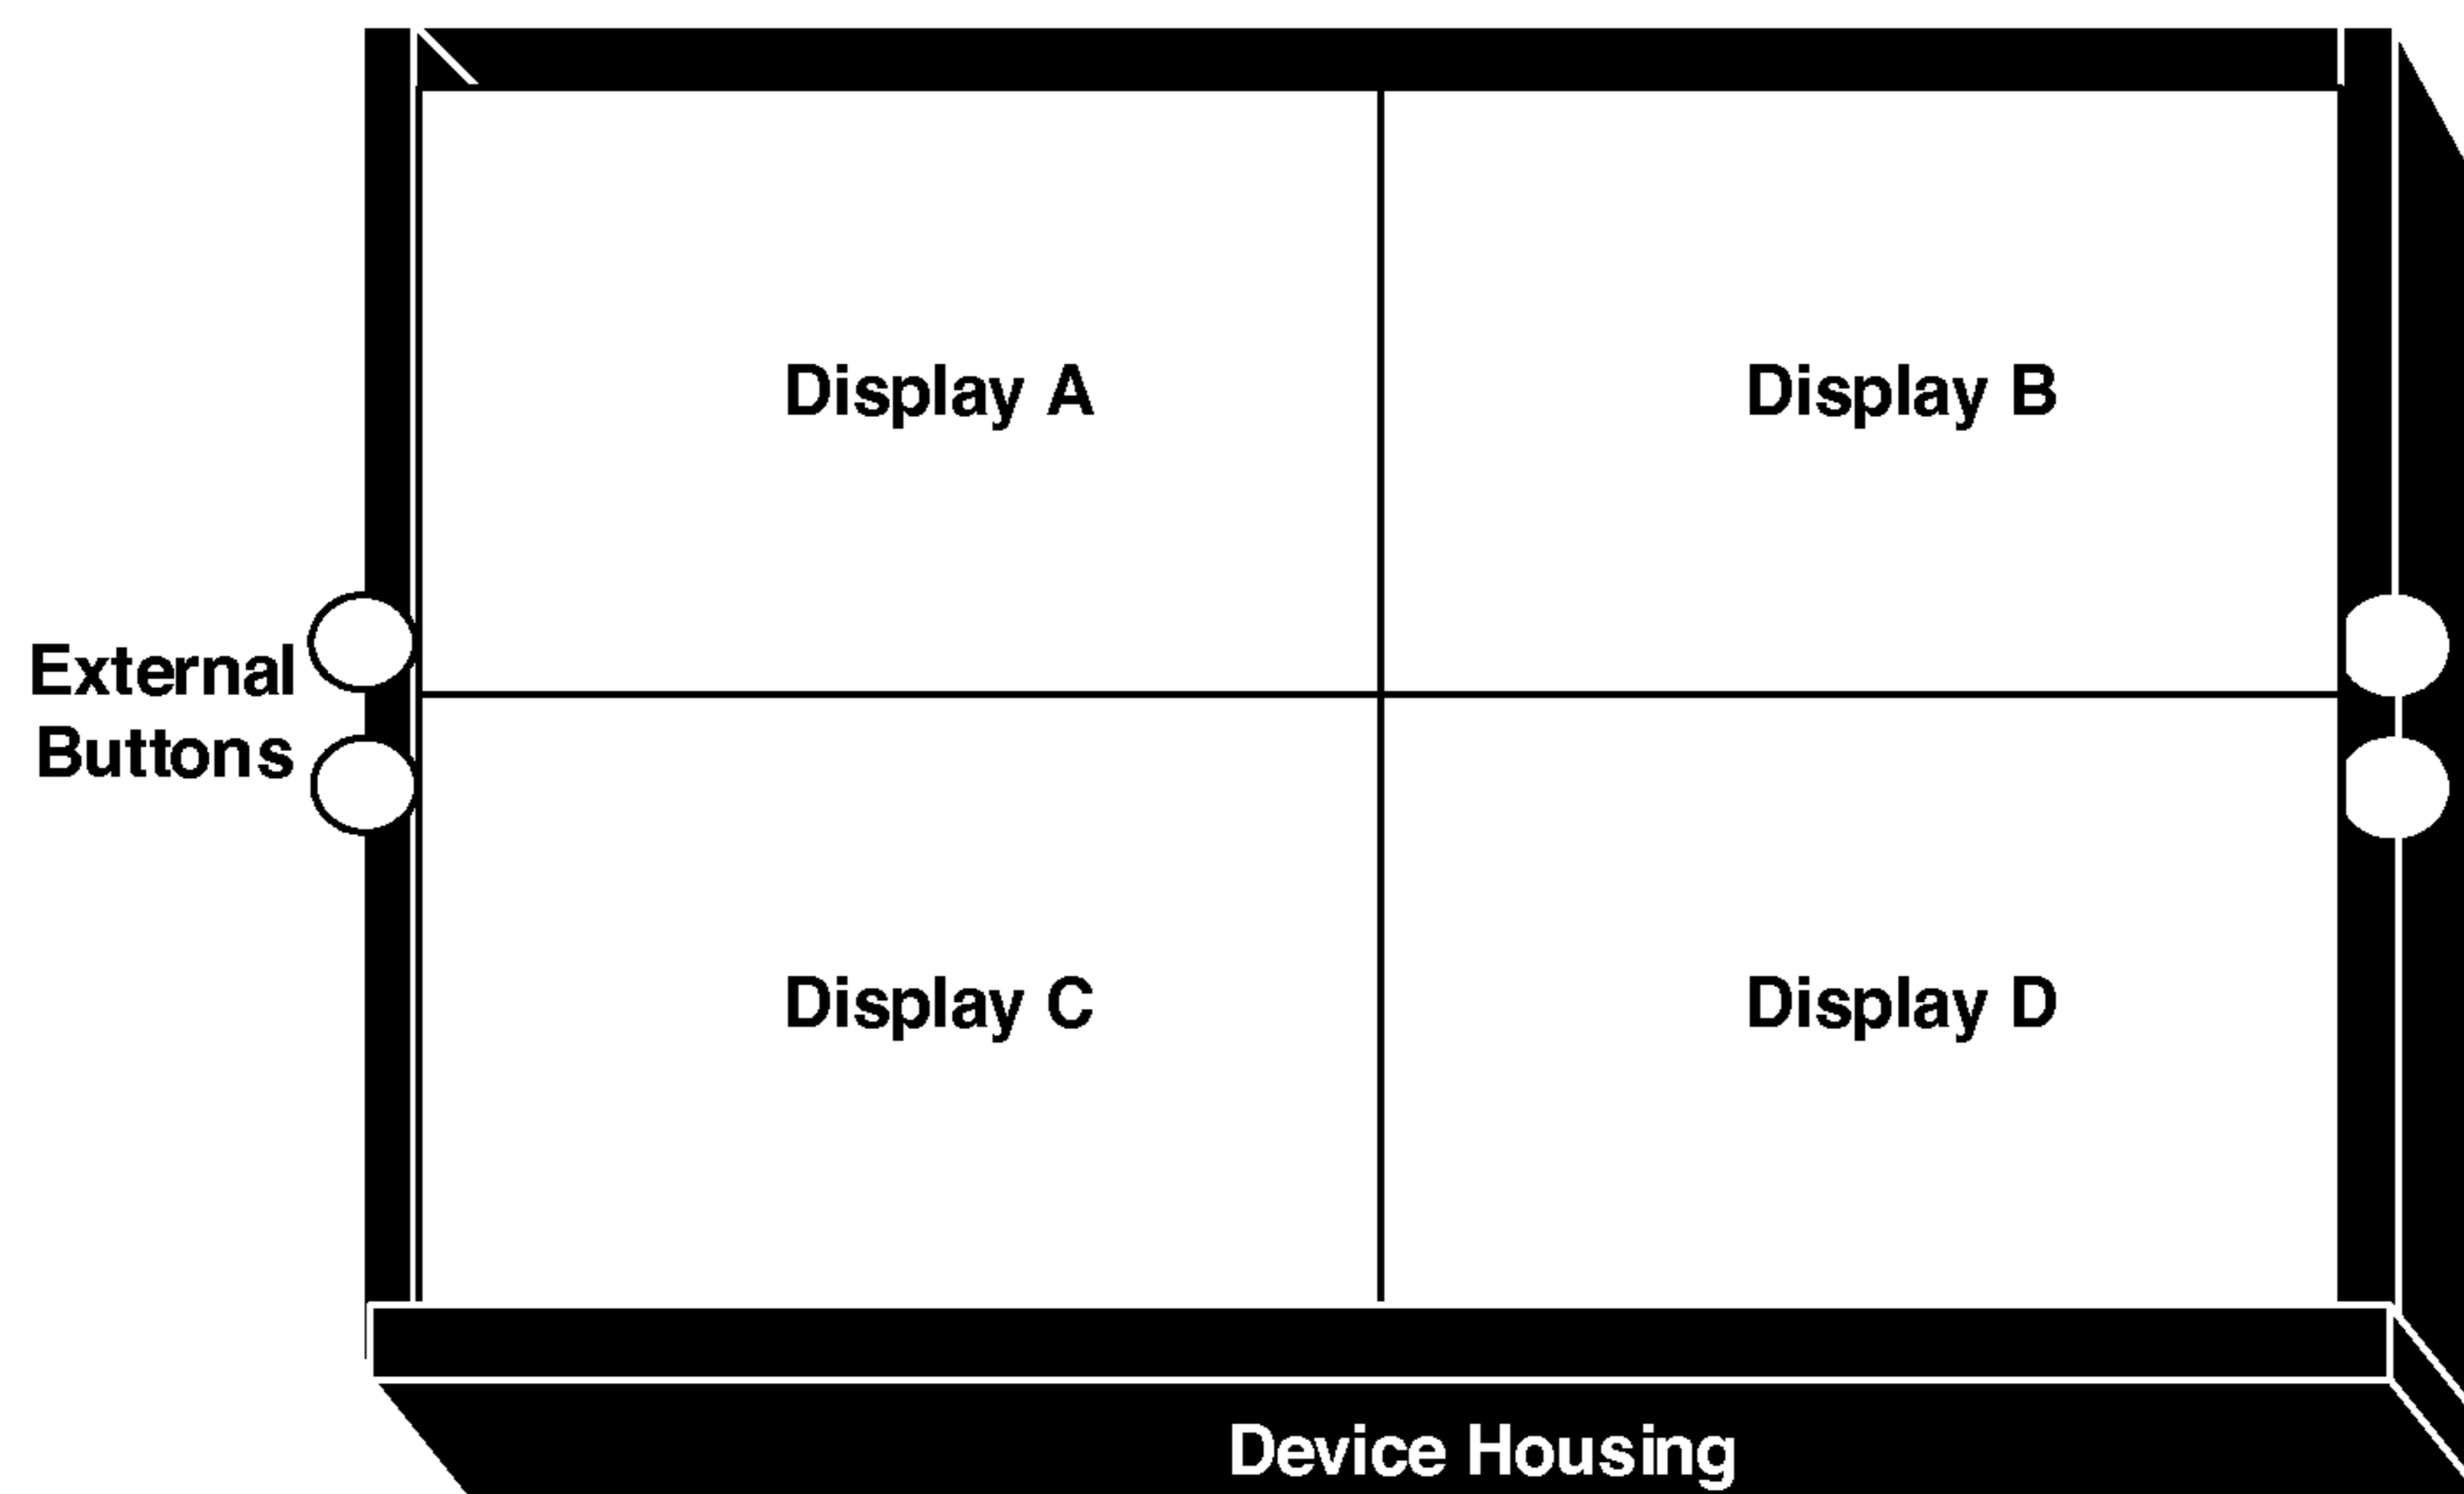 Display A
Display B
External
Buttons
Display C
Display D
Device Housing